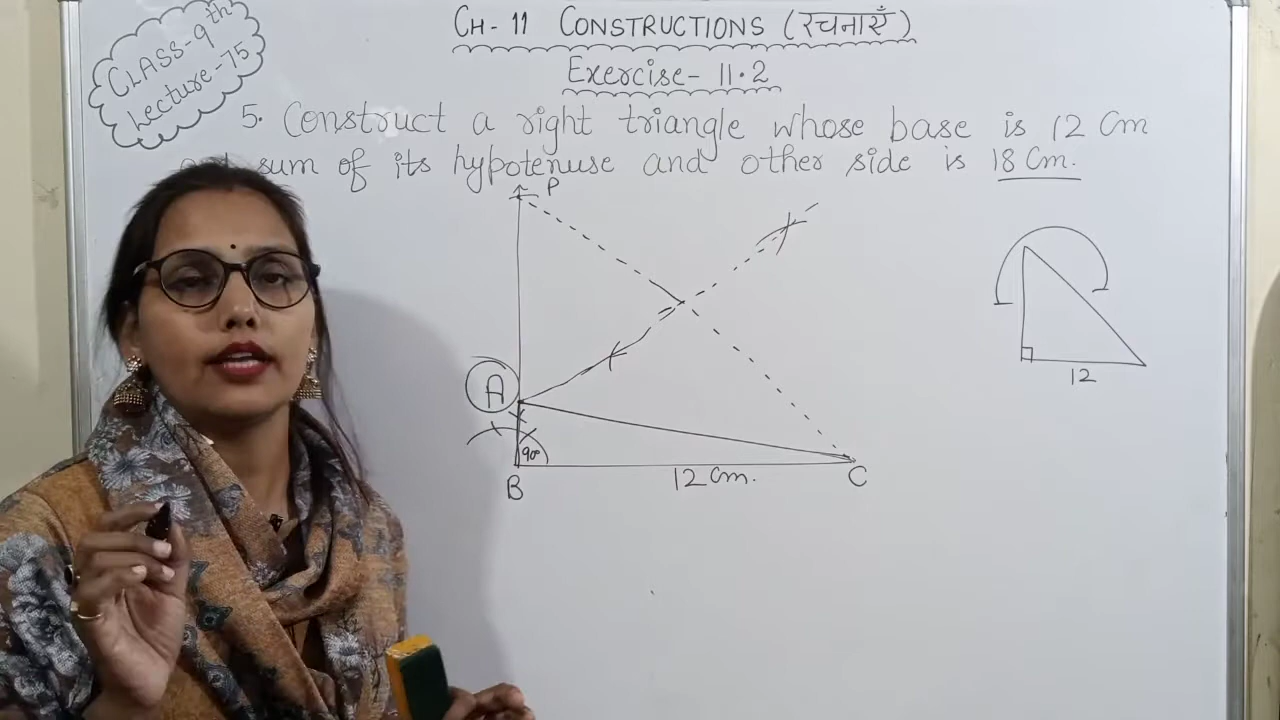 CLASS-9th
Lecture-75
CH-11 CONSTRUCTIONS (रचनाएँ)
Exercise-11.2
5. Construct a right triangle whose base is 12 Cm
sum of its hypotenuse and other side is 18 Cm.
P
A
90°
B
12 Cm.
C
12